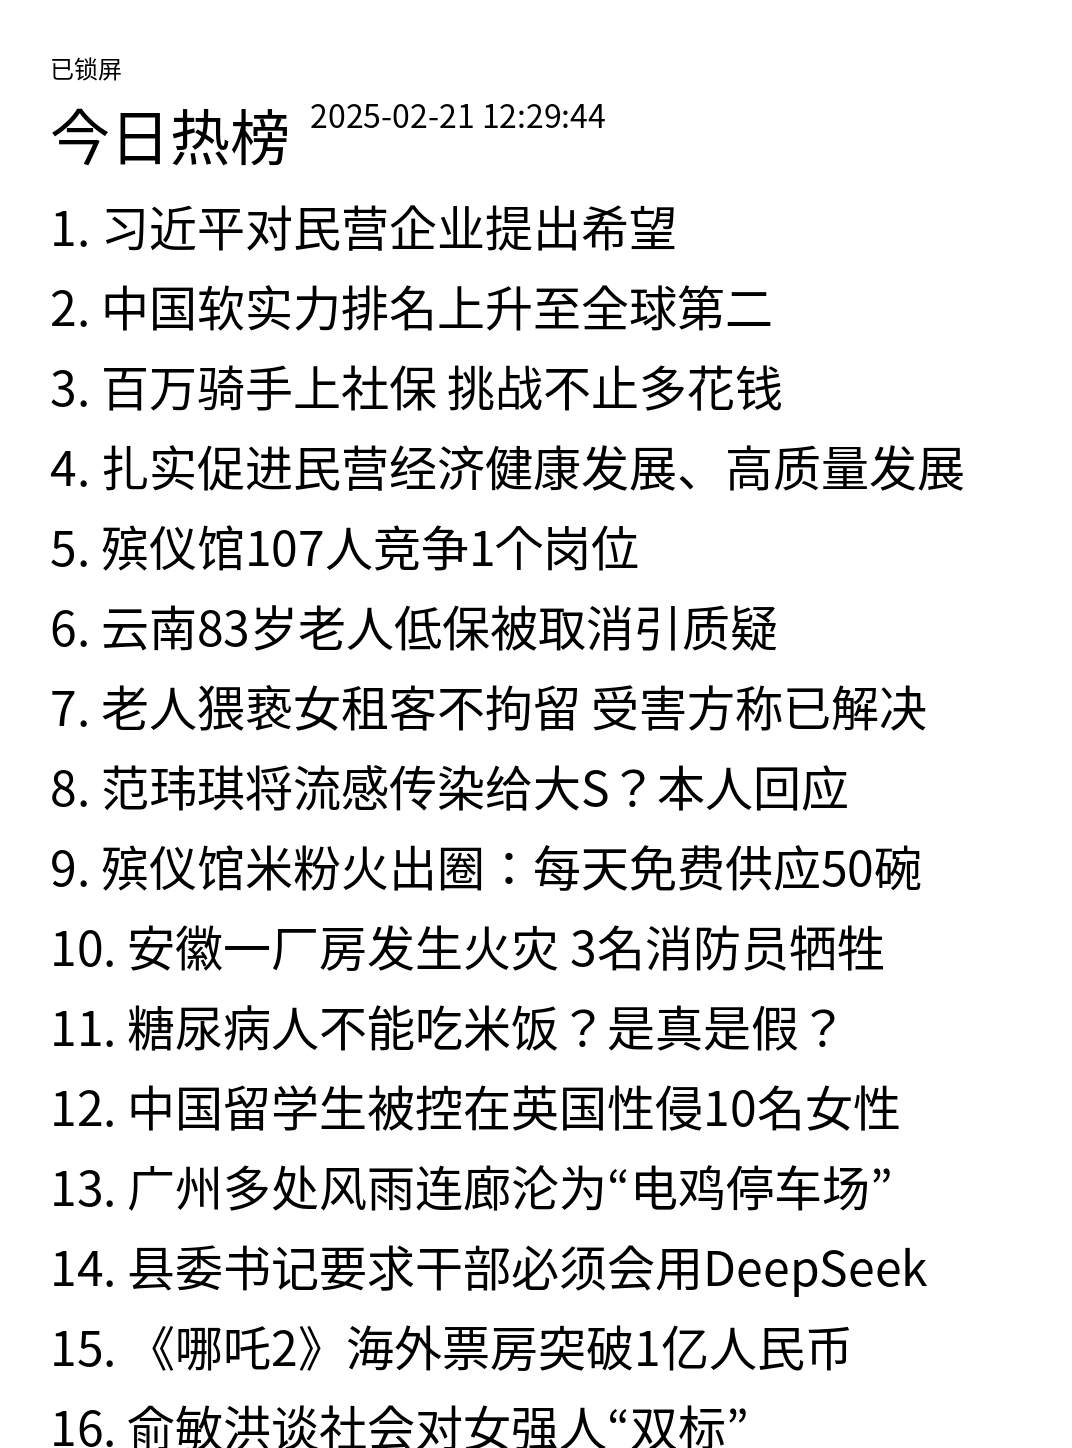 已锁屏
今日热榜 2025-02-21 12:29:44
1. 习近平对民营企业提出希望
2. 中国软实力排名上升至全球第二
3. 百万骑手上社保 挑战不止多花钱
4. 扎实促进民营经济健康发展、高质量发展
5. 殡仪馆107人竞争1个岗位
6. 云南83岁老人低保被取消引质疑
7. 老人猥亵女租客不拘留 受害方称已解决
8. 范玮琪将流感传染给大S？本人回应
9. 殡仪馆米粉火出圈：每天免费供应50碗
10. 安徽一厂房发生火灾 3名消防员牺牲
11. 糖尿病人不能吃米饭？是真是假？
12. 中国留学生被控在英国性侵10名女性
13. 广州多处风雨连廊沦为“电鸡停车场”
14. 县委书记要求干部必须会用DeepSeek
15. 《哪吒2》海外票房突破1亿人民币
16. 俞敏洪谈社会对女强人“双标”